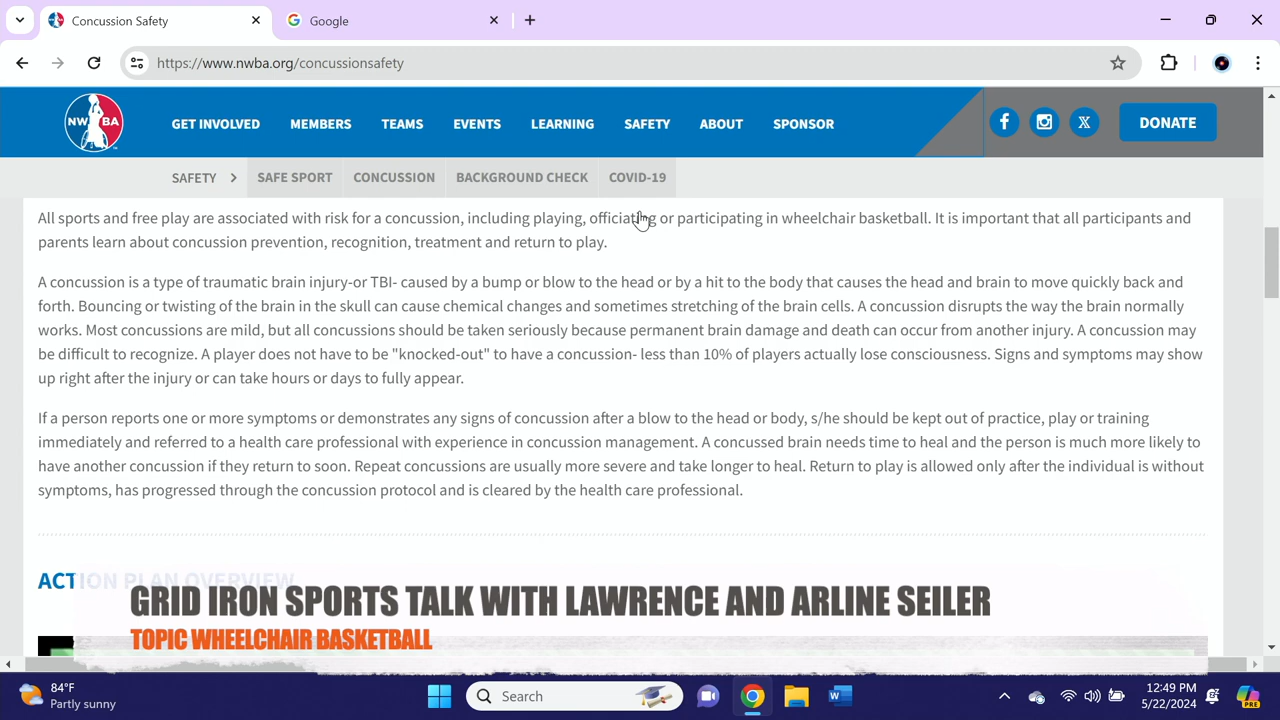 Concussion Safety
Google
https://www.nwba.org/concussionsafety
NWBA
GET INVOLVED MEMBERS TEAMS EVENTS LEARNING SAFETY ABOUT SPONSOR
DONATE
SAFETY SAFE SPORT CONCUSSION BACKGROUND CHECK COVID-19
All sports and free play are associated with risk for a concussion, including playing, officiating or participating in wheelchair basketball. It is important that all participants and
parents learn about concussion prevention, recognition, treatment and return to play.
A concussion is a type of traumatic brain injury-or TBI- caused by a bump or blow to the head or by a hit to the body that causes the head and brain to move quickly back and
forth. Bouncing or twisting of the brain in the skull can cause chemical changes and sometimes stretching of the brain cells. A concussion disrupts the way the brain normally
works. Most concussions are mild, but all concussions should be taken seriously because permanent brain damage and death can occur from another injury. A concussion may
be difficult to recognize. A player does not have to be "knocked-out" to have a concussion- less than 10% of players actually lose consciousness. Signs and symptoms may show
up right after the injury or can take hours or days to fully appear.
If a person reports one or more symptoms or demonstrates any signs of concussion after a blow to the head or body, s/he should be kept out of practice, play or training
immediately and referred to a health care professional with experience in concussion management. A concussed brain needs time to heal and the person is much more likely to
have another concussion if they return to soon. Repeat concussions are usually more severe and take longer to heal. Return to play is allowed only after the individual is without
symptoms, has progressed through the concussion protocol and is cleared by the health care professional.
ACTION PLAN OVERVIEW
GRID IRON SPORTS TALK WITH LAWRENCE AND ARLINE SEILER
TOPIC WHEELCHAIR BASKETBALL
84°F
Partly sunny
Search
12:49 PM
5/22/2024
PRE